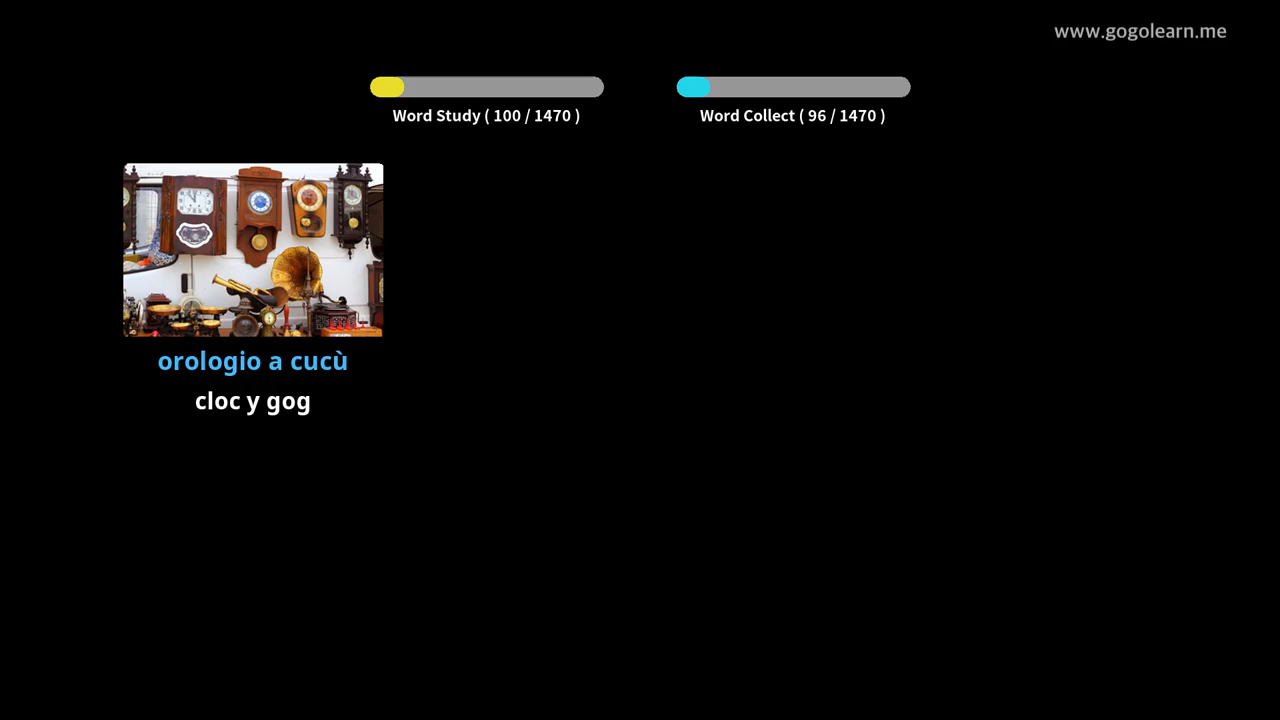 www.gogolearn.me
Word Study ( 100 / 1470 )
Word Collect ( 96 / 1470 )
orologio a cucù
cloc y gog